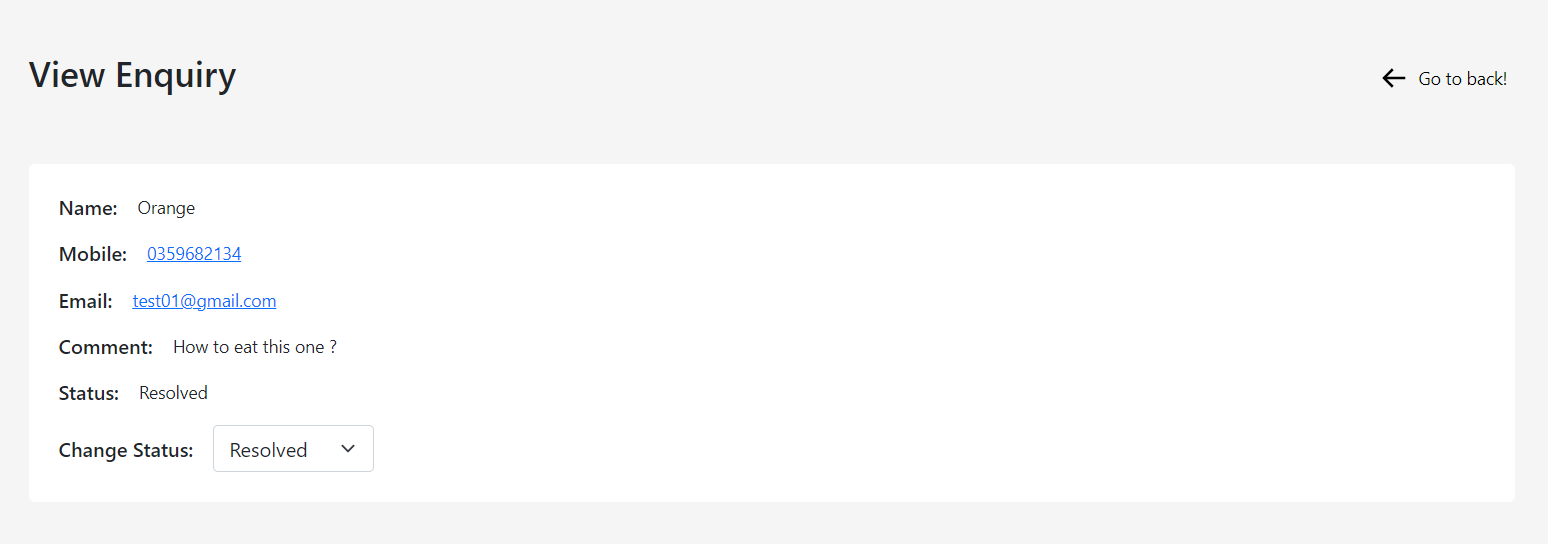 View Enquiry
Go to back!
Name: Orange
Mobile: 0359682134
Email: test01@gmail.com
Comment: How to eat this one ?
Status: Resolved
Change Status: Resolved